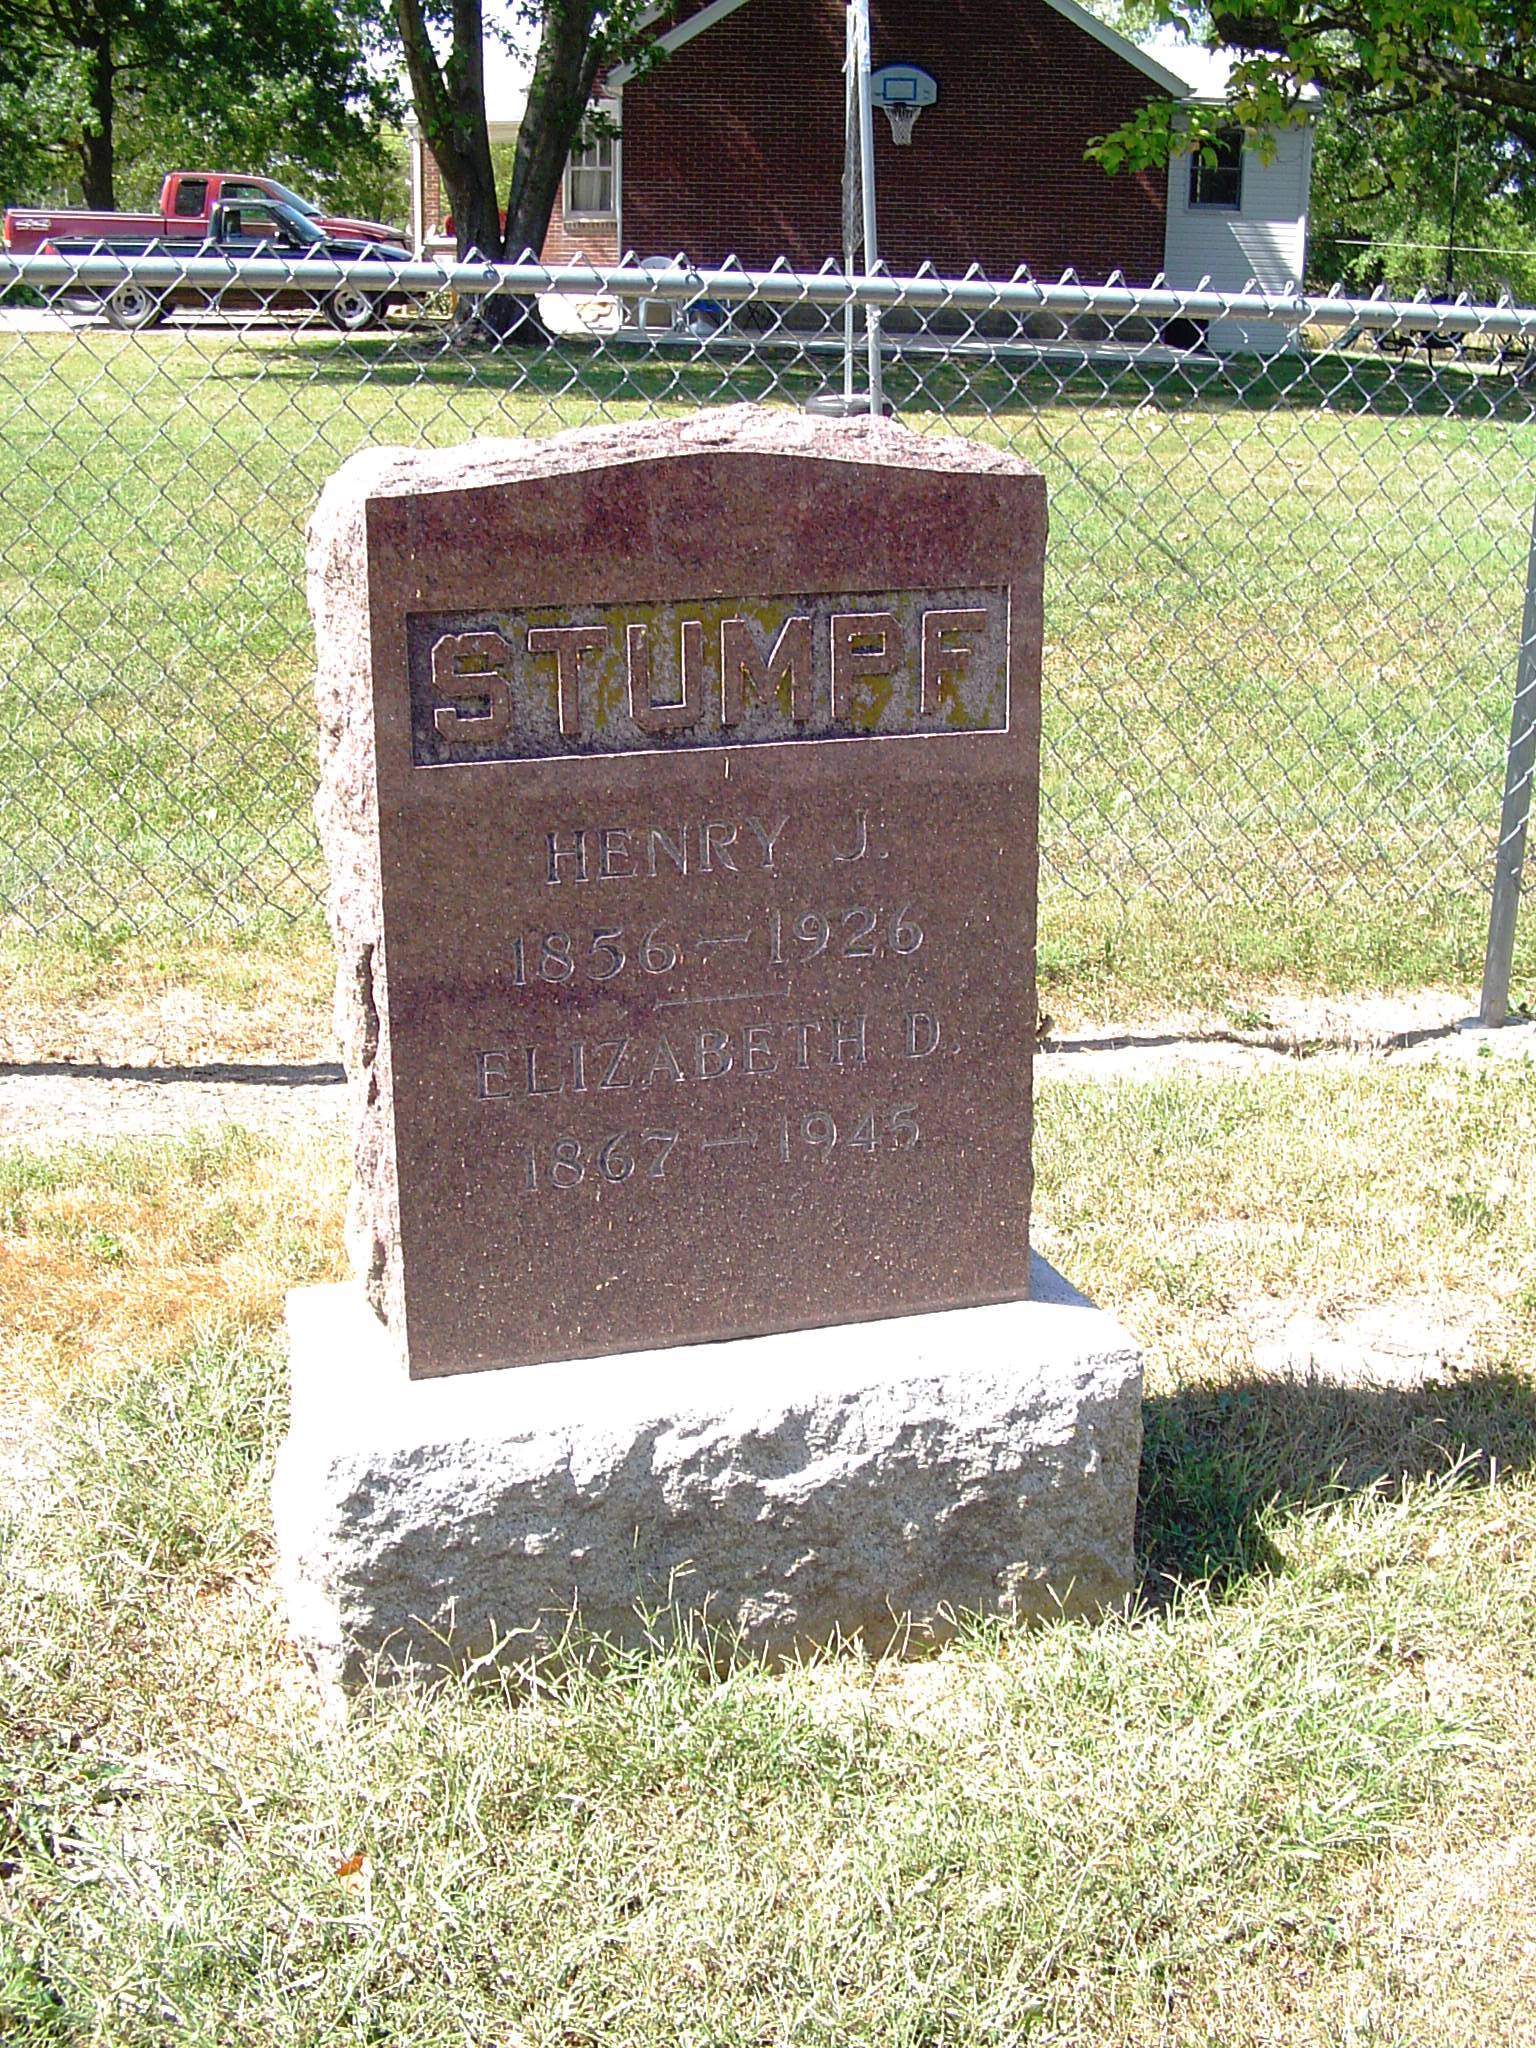 STUMPF
HENRY J.
1856–1926
ELIZABETH D.
1867–1945